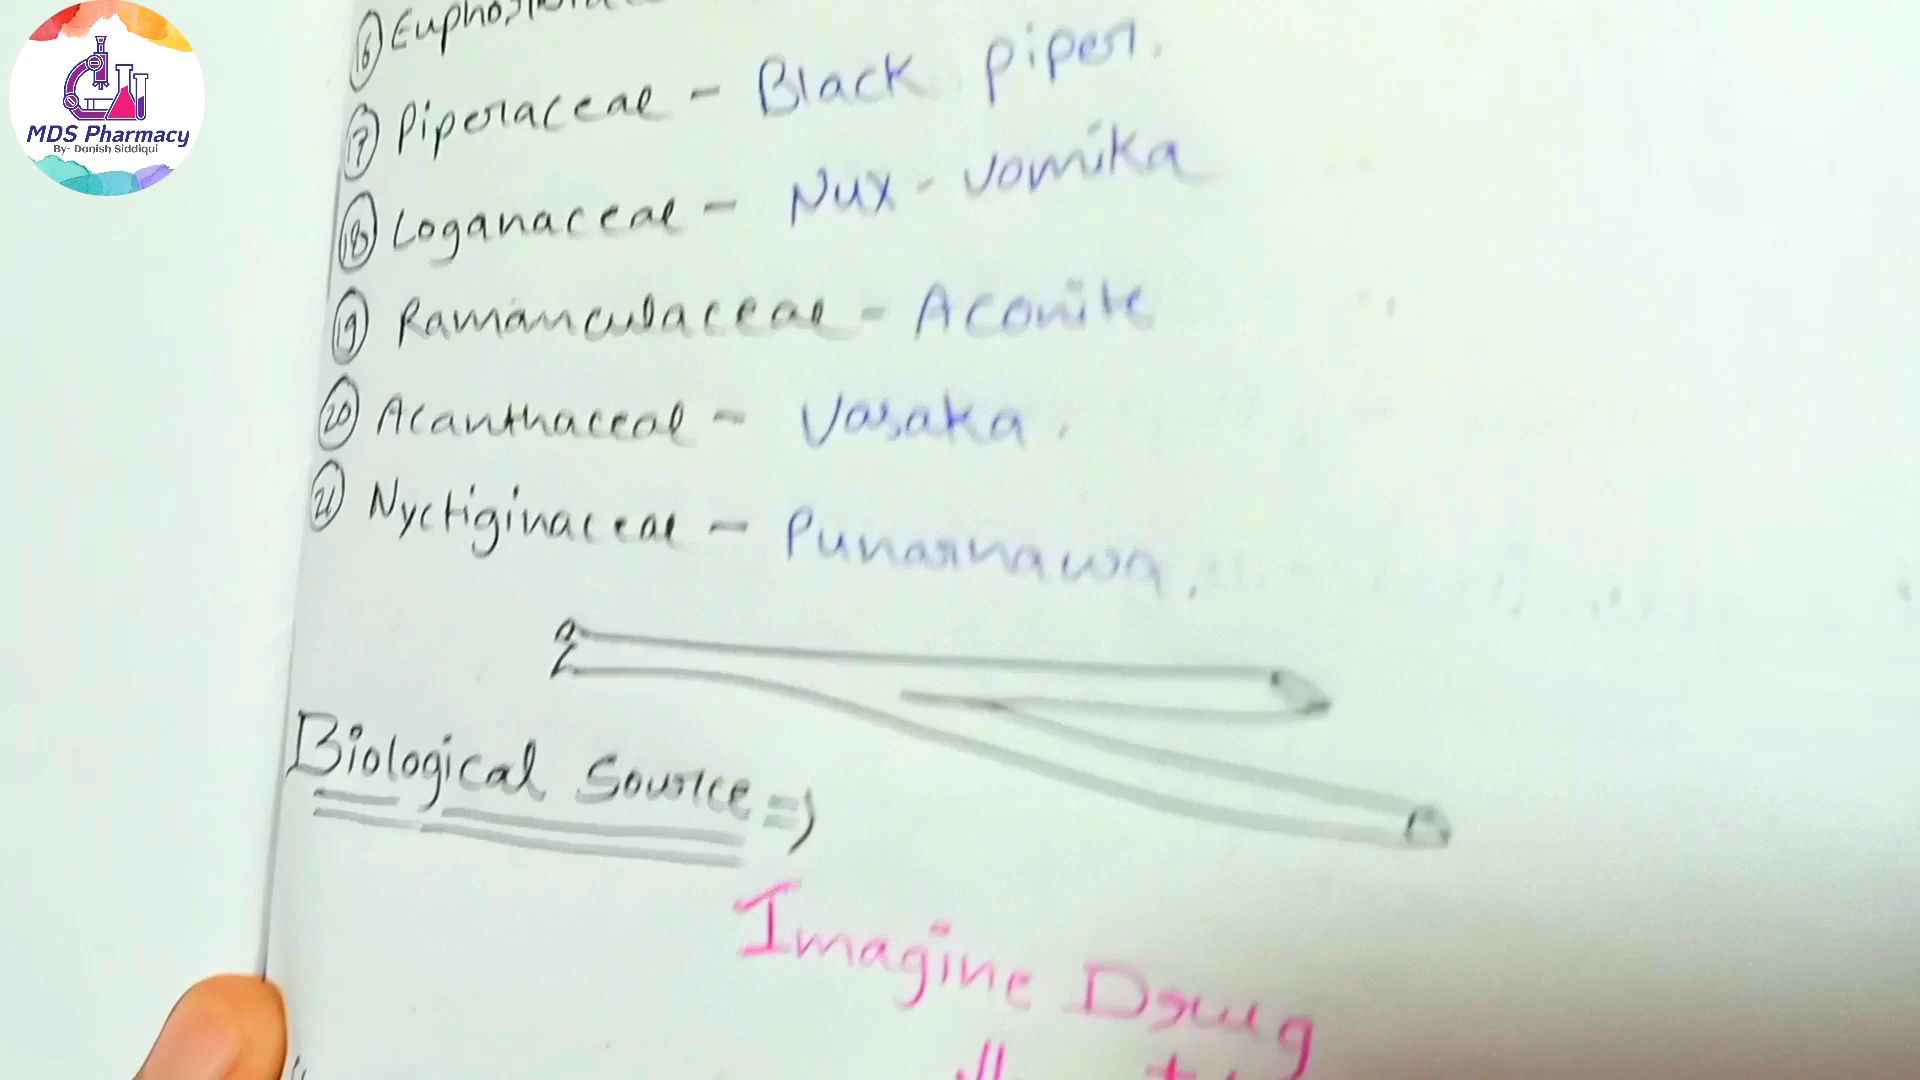 MDS Pharmacy
By- Danish Siddiqui
⑰ Piperaceae - Black piper.
⑱ Loganaceae - Nux - vomika
⑲ Ramanculaceae - Aconite
⑳ Acanthaceae - Vasaka.
㉑ Nyctiginaceae - Punarnawa.
Biological Source =>
Imagine Drug